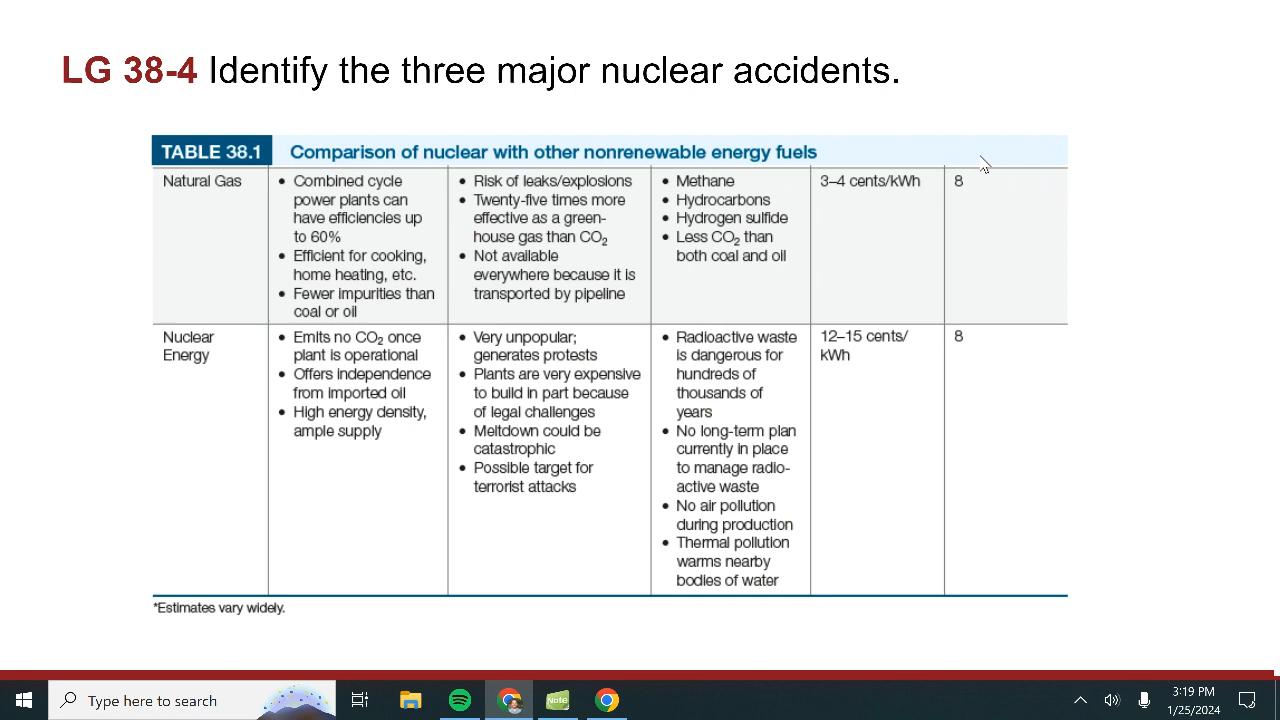 LG 38-4 Identify the three major nuclear accidents.
TABLE 38.1 Comparison of nuclear with other nonrenewable energy fuels
Natural Gas
• Combined cycle
power plants can
have efficiencies up
to 60%
• Efficient for cooking,
home heating, etc.
• Fewer impurities than
coal or oil
• Risk of leaks/explosions
• Twenty-five times more
effective as a green-
house gas than CO₂
• Not available
everywhere because it is
transported by pipeline
• Methane
• Hydrocarbons
• Hydrogen sulfide
• Less CO₂ than
both coal and oil
3–4 cents/kWh
8
Nuclear
Energy
• Emits no CO₂ once
plant is operational
• Offers independence
from imported oil
• High energy density,
ample supply
• Very unpopular;
generates protests
• Plants are very expensive
to build in part because
of legal challenges
• Meltdown could be
catastrophic
• Possible target for
terrorist attacks
• Radioactive waste
is dangerous for
hundreds of
thousands of
years
• No long-term plan
currently in place
to manage radio-
active waste
• No air pollution
during production
• Thermal pollution
warms nearby
bodies of water
12–15 cents/
kWh
8
*Estimates vary widely.
Type here to search
Note
3:19 PM
1/25/2024